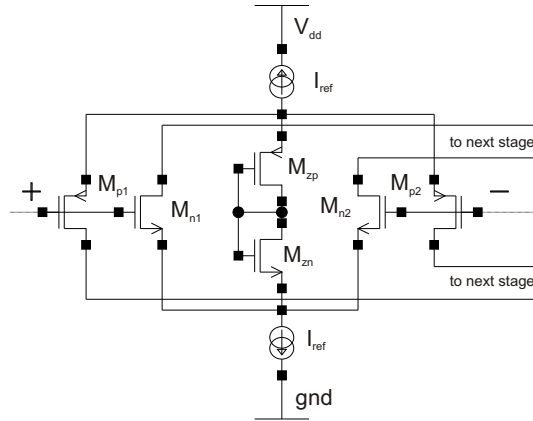 V_dd
I_ref
to next stage
+ M_p1 M_zp M_p2 −
M_n1 M_n2
M_zn
to next stage
I_ref
gnd